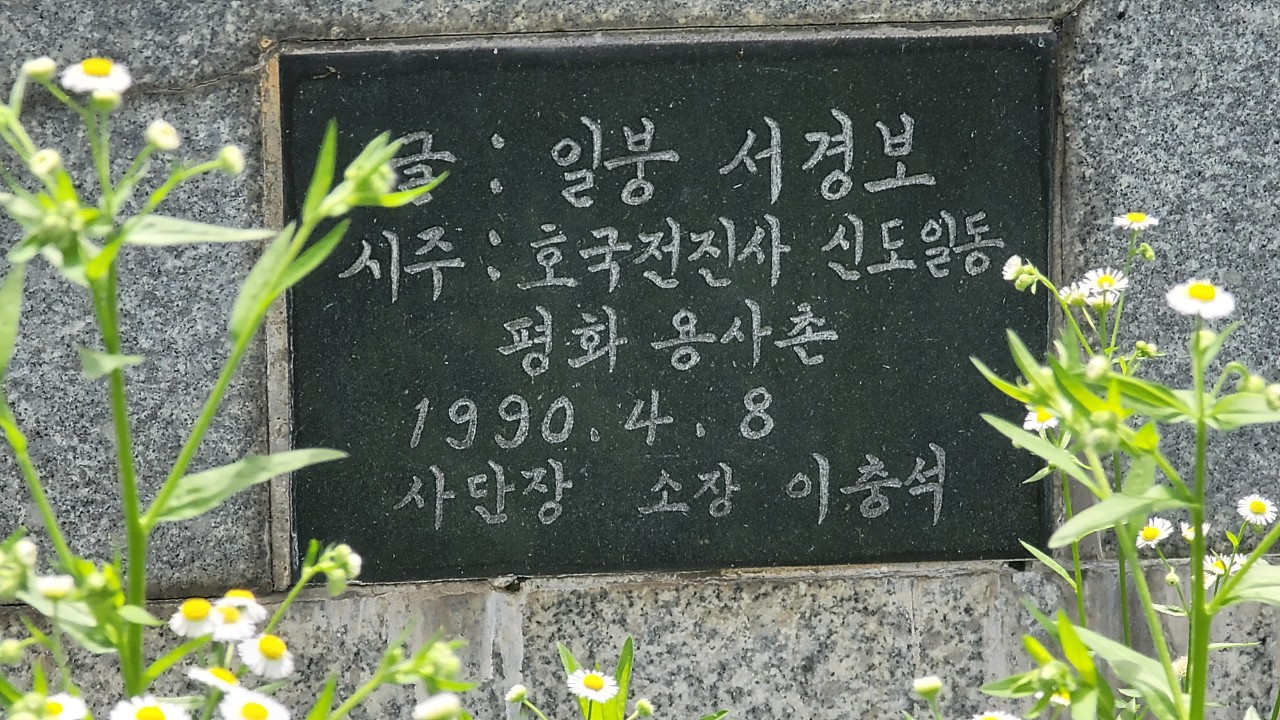 글 : 일붕 서경보
시주 : 호국전진사 신도일동
평화 용사촌
1990. 4. 8
사단장 소장 이충석